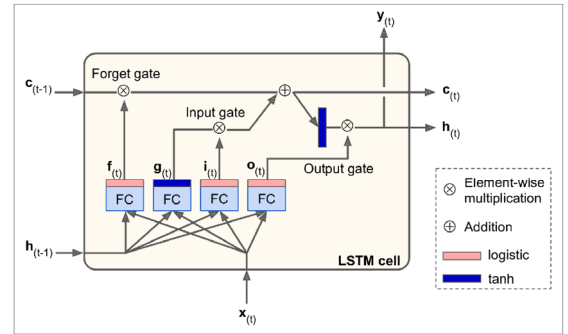 y(t)
Forget gate
c(t-1)
c(t)
Input gate
h(t)
f(t)
g(t)
i(t)
o(t)
Output gate
FC
FC
FC
FC
h(t-1)
LSTM cell
x(t)
Element-wise
multiplication
Addition
logistic
tanh